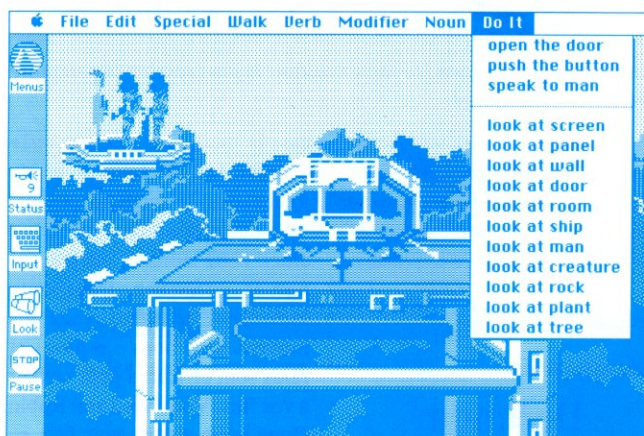 File Edit Special Walk Verb Modifier Noun Do It
open the door
push the button
speak to man
look at screen
look at panel
look at wall
look at door
look at room
look at ship
look at man
look at creature
look at rock
look at plant
look at tree
Menus
9
Status
Input
Look
STOP
Pause